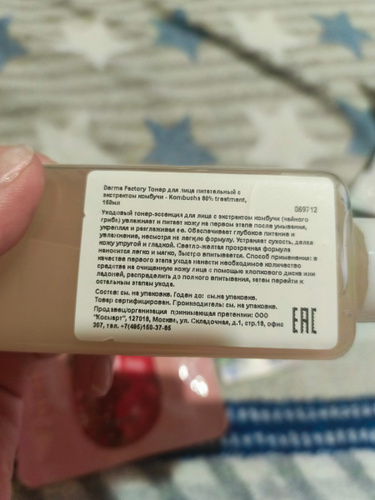 Derma Factory Тонер для лица питательный с
экстрактом комбучи - Kombucha 80% treatment,
150мл
069712
Уходовый тонер-эссенция для лица с экстрактом комбучи (чайного
гриба) увлажняет и питает кожу на первом этапе после умывания,
укрепляя и разглаживая ее. Обеспечивает глубокое питание и
увлажнение, несмотря на легкую формулу. Устраняет сухость, делая
кожу упругой и гладкой. Светло-желтая прозрачная формула
наносится легко и мягко, быстро впитывается. Способ применения: в
качестве первого этапа ухода нанести необходимое количество
средства на очищенную кожу лица с помощью хлопкового диска или
ладоней, распределить до полного впитывания, затем перейти к
остальным этапам ухода.
Состав: см. на упаковке. Годен до: см.на упаковке.
Товар сертифицирован. Производитель: см. на упаковке.
Продавец/организация принимающая претензии: ООО
"Космарт", 127018, Москва, ул. Складочная, д.1, стр.18, офис
307, тел. +7(495)150-37-85
EAC